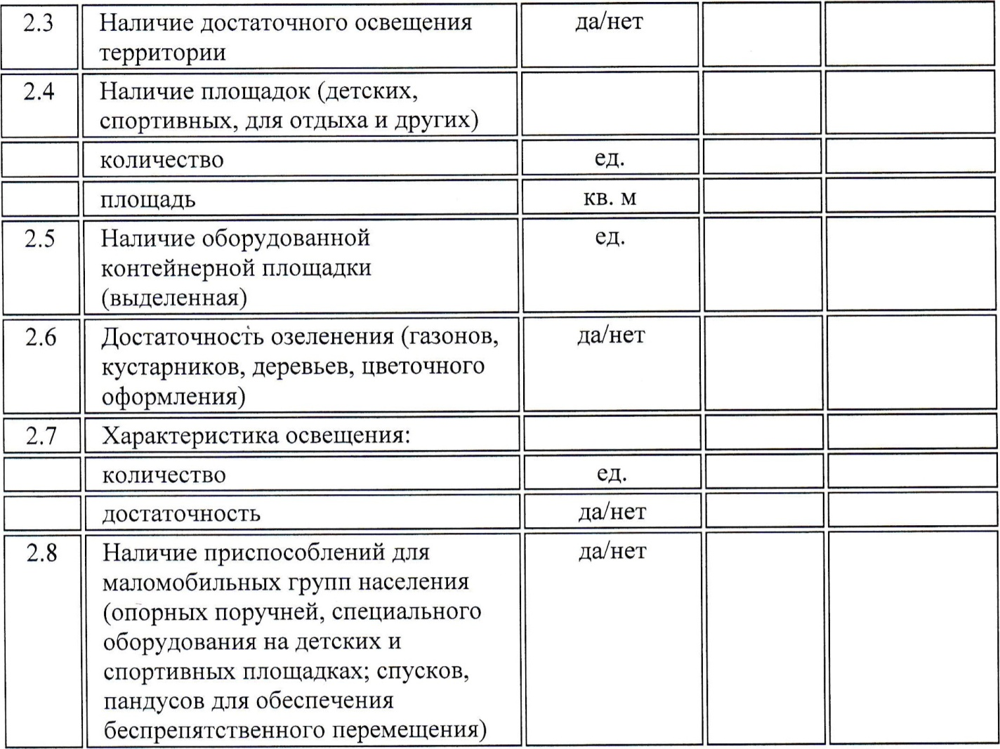 2.3 Наличие достаточного освещения да/нет
территории
2.4 Наличие площадок (детских,
спортивных, для отдыха и других)
количество ед.
площадь кв. м
2.5 Наличие оборудованной ед.
контейнерной площадки
(выделенная)
2.6 Достаточность озеленения (газонов, да/нет
кустарников, деревьев, цветочного
оформления)
2.7 Характеристика освещения:
количество ед.
достаточность да/нет
2.8 Наличие приспособлений для да/нет
маломобильных групп населения
(опорных поручней, специального
оборудования на детских и
спортивных площадках; спусков,
пандусов для обеспечения
беспрепятственного перемещения)